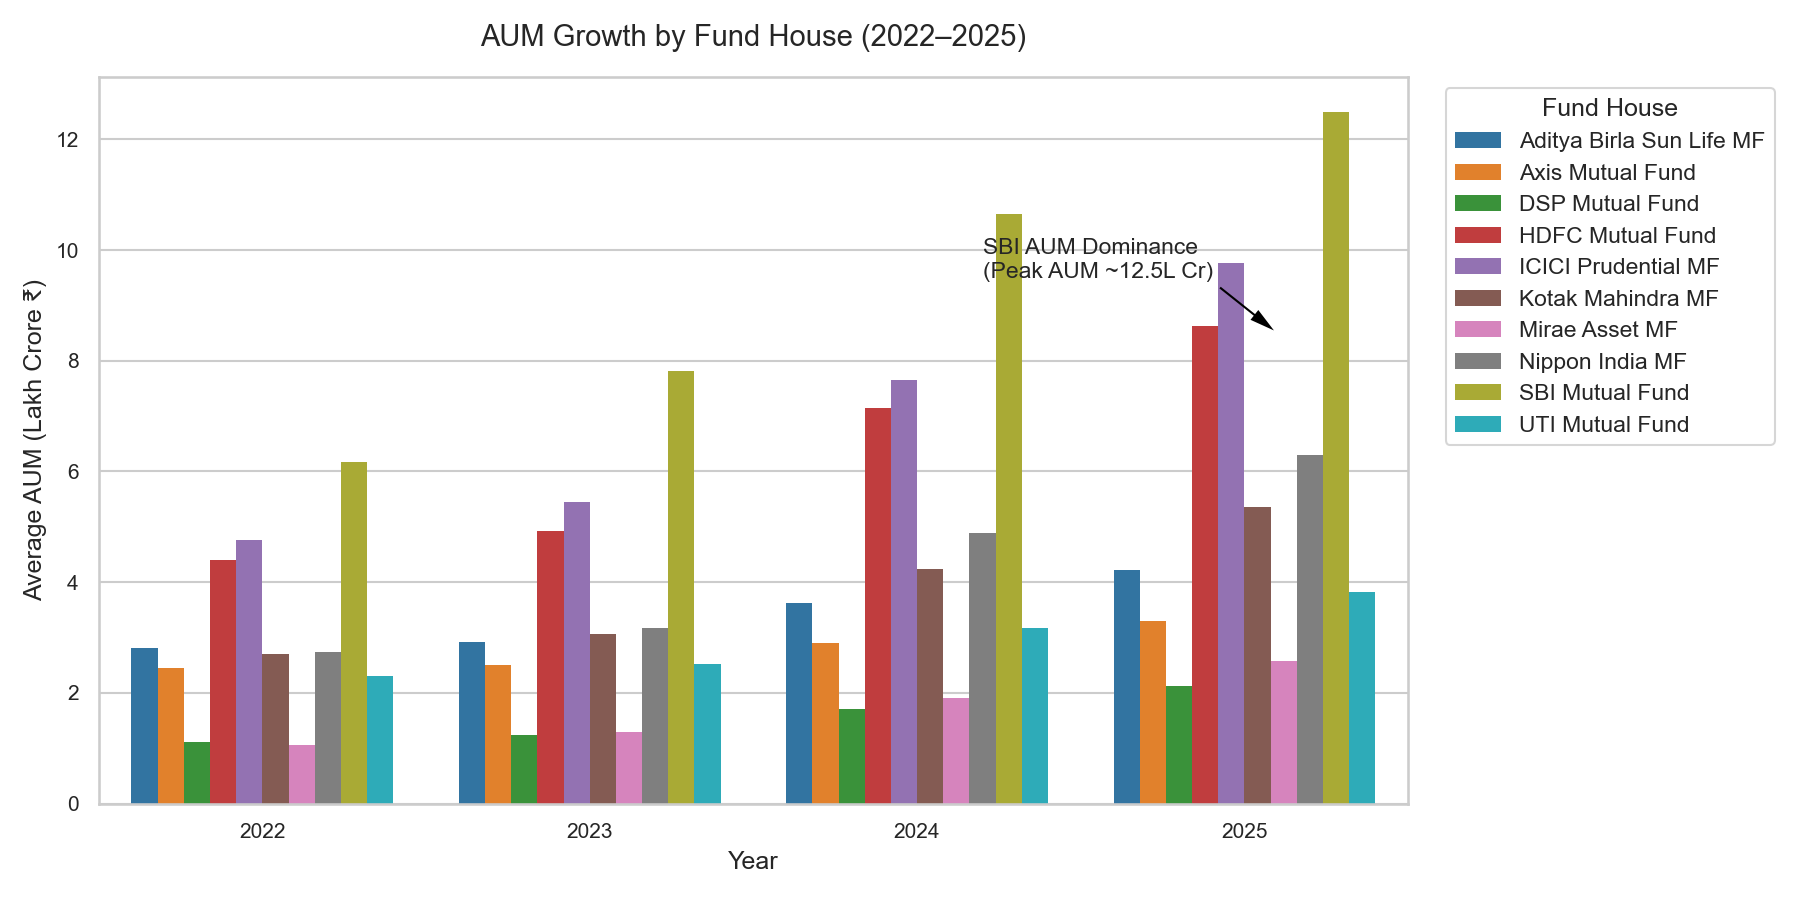 AUM Growth by Fund House (2022–2025)
Average AUM (Lakh Crore ₹)
12
10
8
6
4
2
0
SBI AUM Dominance
(Peak AUM ~12.5L Cr)
2022
2023
2024
2025
Year
Fund House
Aditya Birla Sun Life MF
Axis Mutual Fund
DSP Mutual Fund
HDFC Mutual Fund
ICICI Prudential MF
Kotak Mahindra MF
Mirae Asset MF
Nippon India MF
SBI Mutual Fund
UTI Mutual Fund